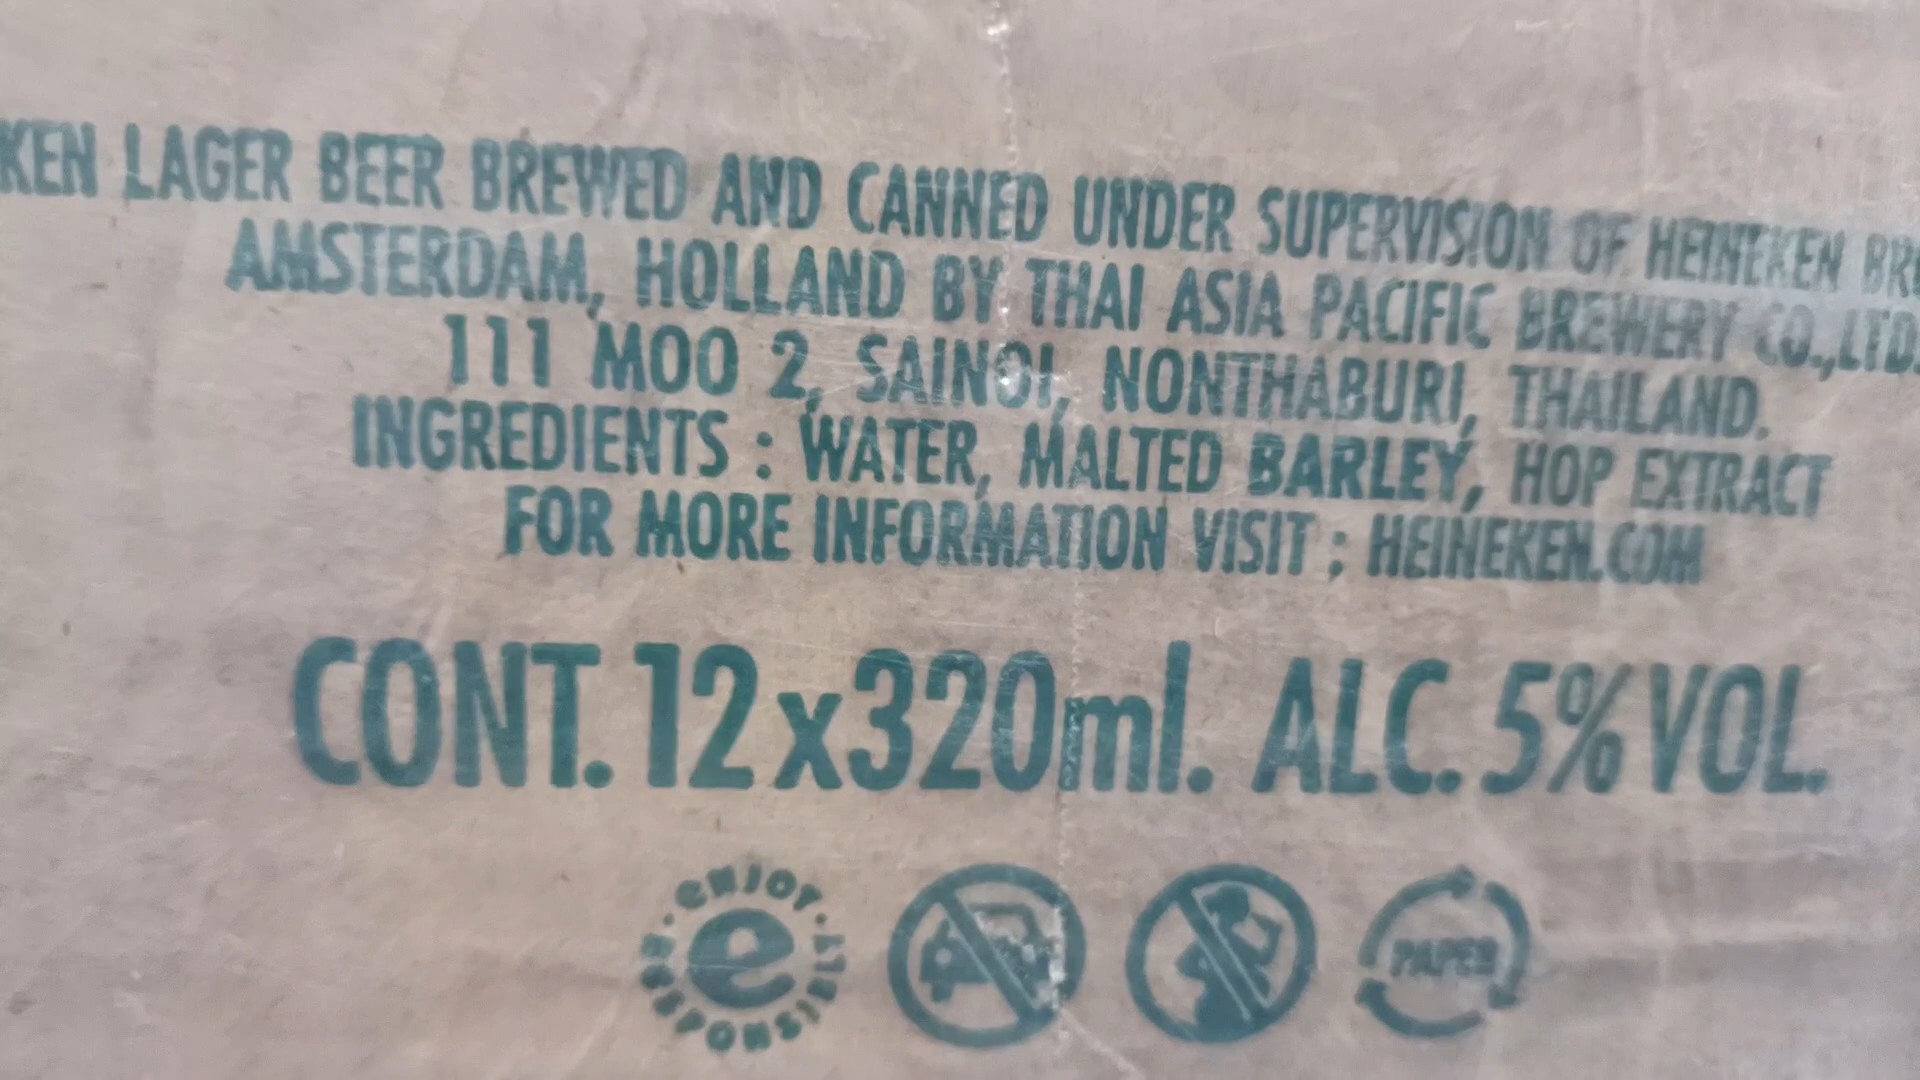 KEN LAGER BEER BREWED AND CANNED UNDER SUPERVISION OF HEINEKEN BR
AMSTERDAM, HOLLAND BY THAI ASIA PACIFIC BREWERY CO.,LTD.
111 MOO 2, SAINOI, NONTHABURI, THAILAND.
INGREDIENTS : WATER, MALTED BARLEY, HOP EXTRACT
FOR MORE INFORMATION VISIT : HEINEKEN.COM
CONT. 12x320ml. ALC. 5% VOL.
ENJOY · RESPONSIBLY ·
e
PAPER